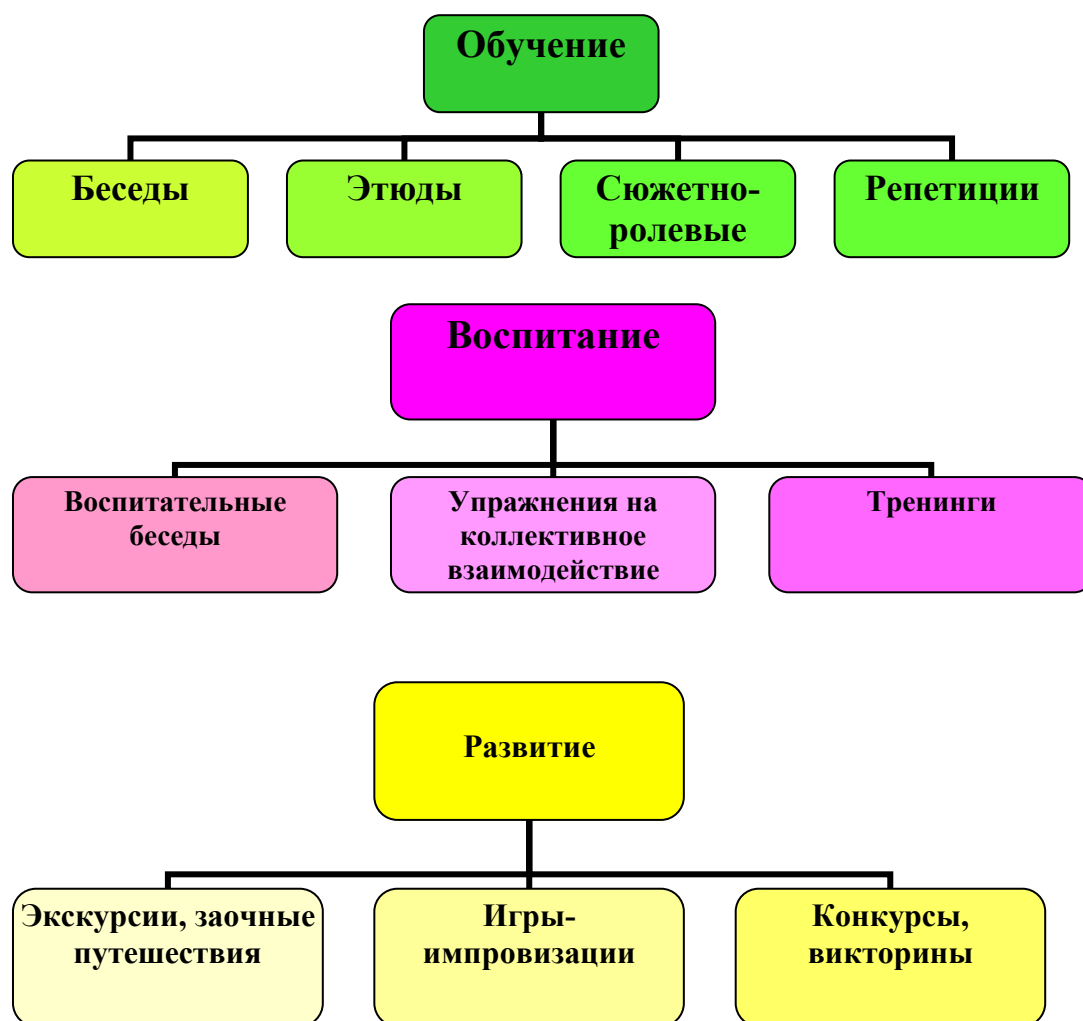 Обучение
Беседы
Этюды
Сюжетно-
ролевые
Репетиции
Воспитание
Воспитательные
беседы
Упражнения на
коллективное
взаимодействие
Тренинги
Развитие
Экскурсии, заочные
путешествия
Игры-
импровизации
Конкурсы,
викторины